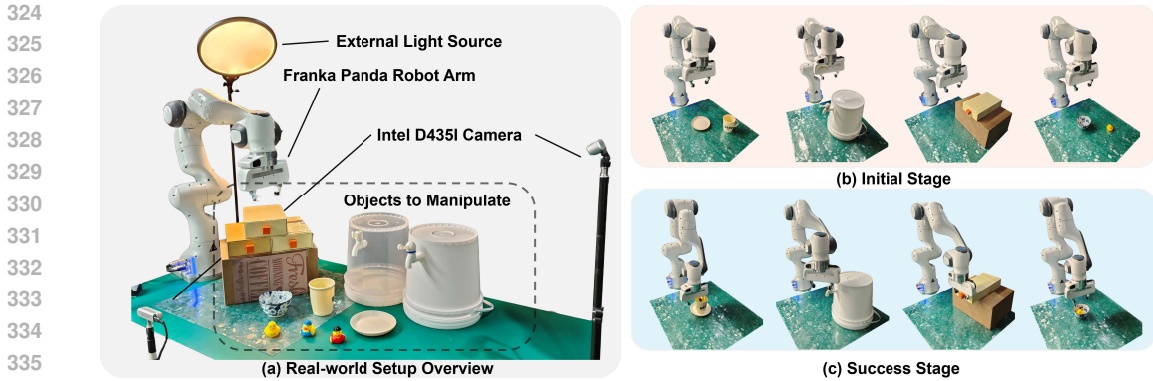 324
325
326
327
328
329
330
331
332
333
334
335
External Light Source
Franka Panda Robot Arm
Intel D435I Camera
Objects to Manipulate
Fresh
(a) Real-world Setup Overview
(b) Initial Stage
(c) Success Stage